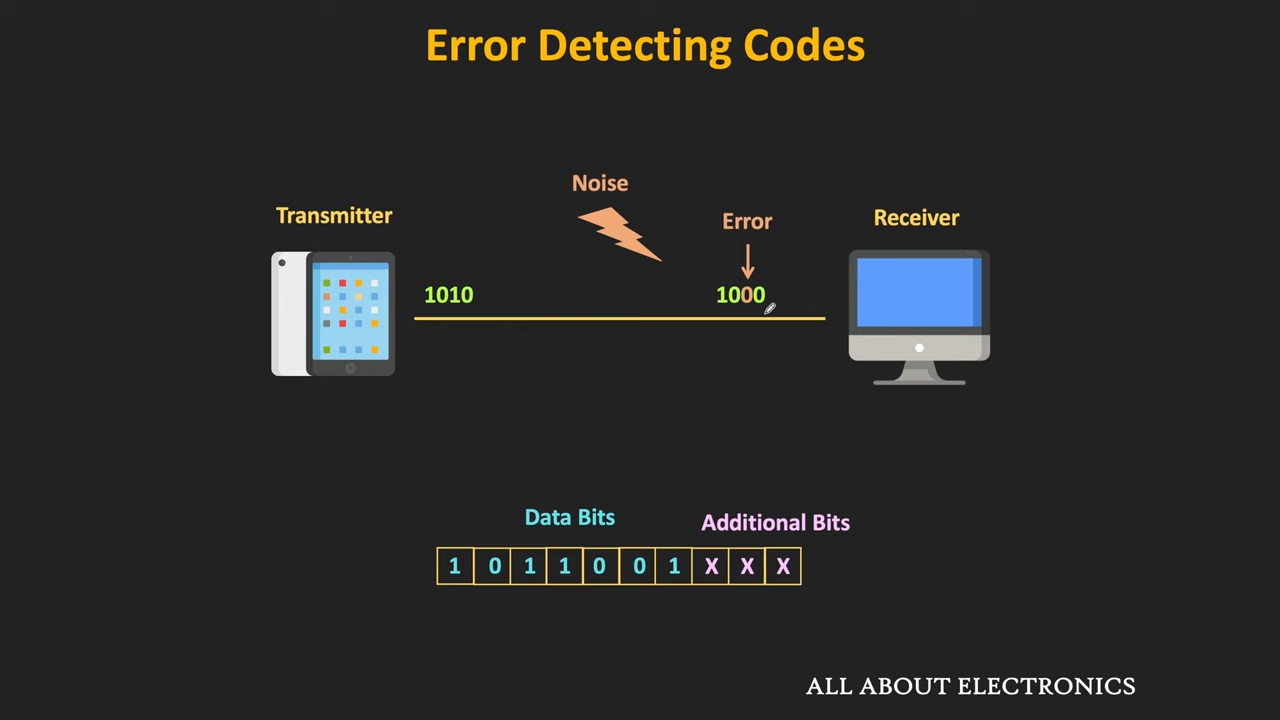 Error Detecting Codes
Noise
Transmitter
Error
Receiver
1010
1000
Data Bits
Additional Bits
1 0 1 1 0 0 1 X X X
ALL ABOUT ELECTRONICS